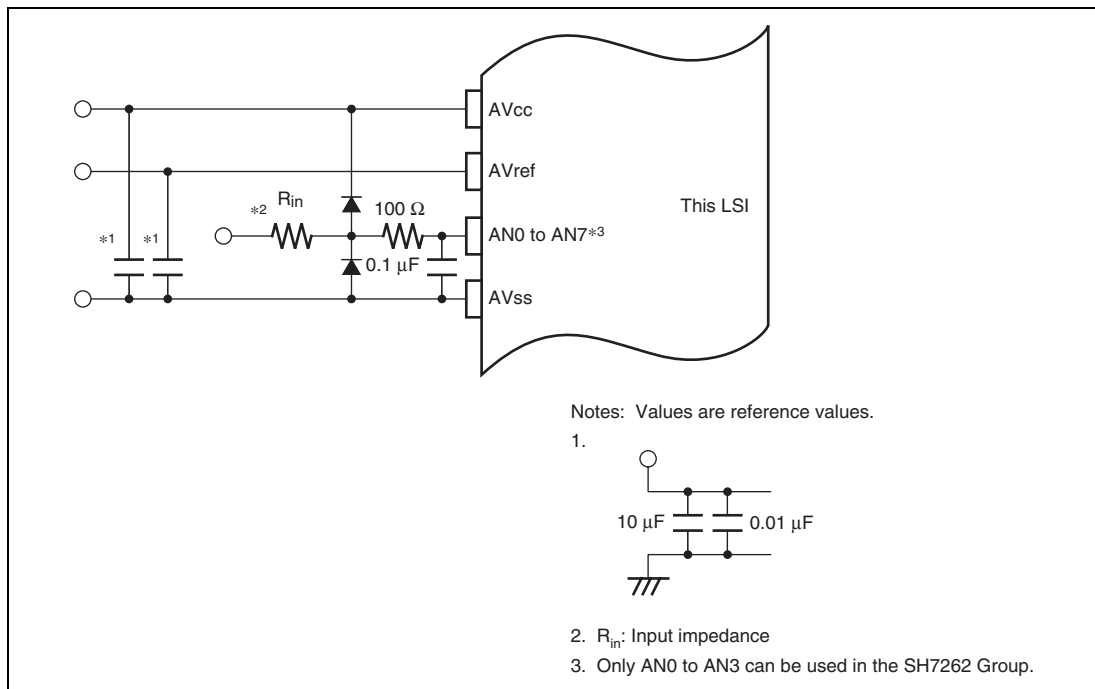 AVcc
AVref
*2 Rin
100 Ω
This LSI
AN0 to AN7*3
*1 *1
0.1 μF
AVss
Notes: Values are reference values.
1.
10 μF
0.01 μF
2. Rin: Input impedance
3. Only AN0 to AN3 can be used in the SH7262 Group.